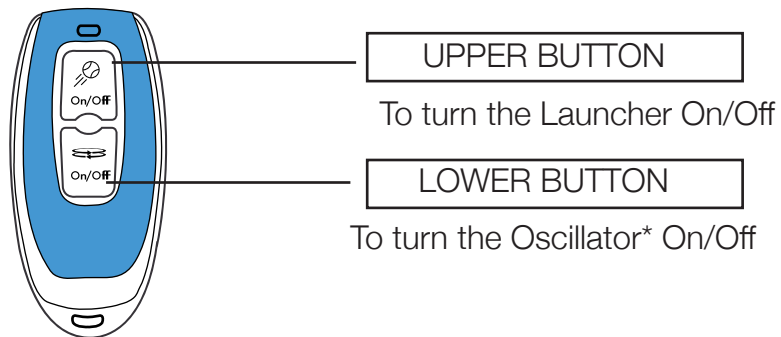 UPPER BUTTON
On/Off
To turn the Launcher On/Off
On/Off
LOWER BUTTON
To turn the Oscillator* On/Off